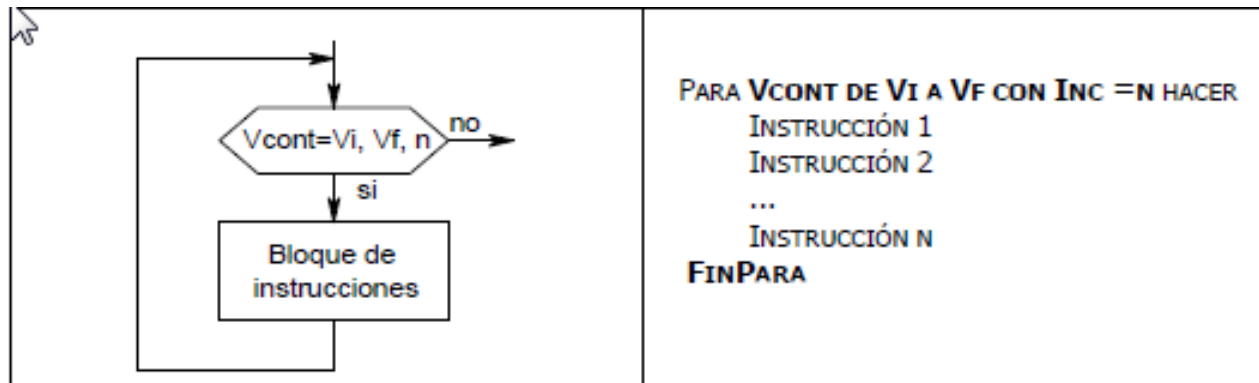 Vcont=Vi, Vf, n
no
si
Bloque de
instrucciones
PARA VCONT DE VI A VF CON INC =N HACER
INSTRUCCIÓN 1
INSTRUCCIÓN 2
...
INSTRUCCIÓN N
FINPARA